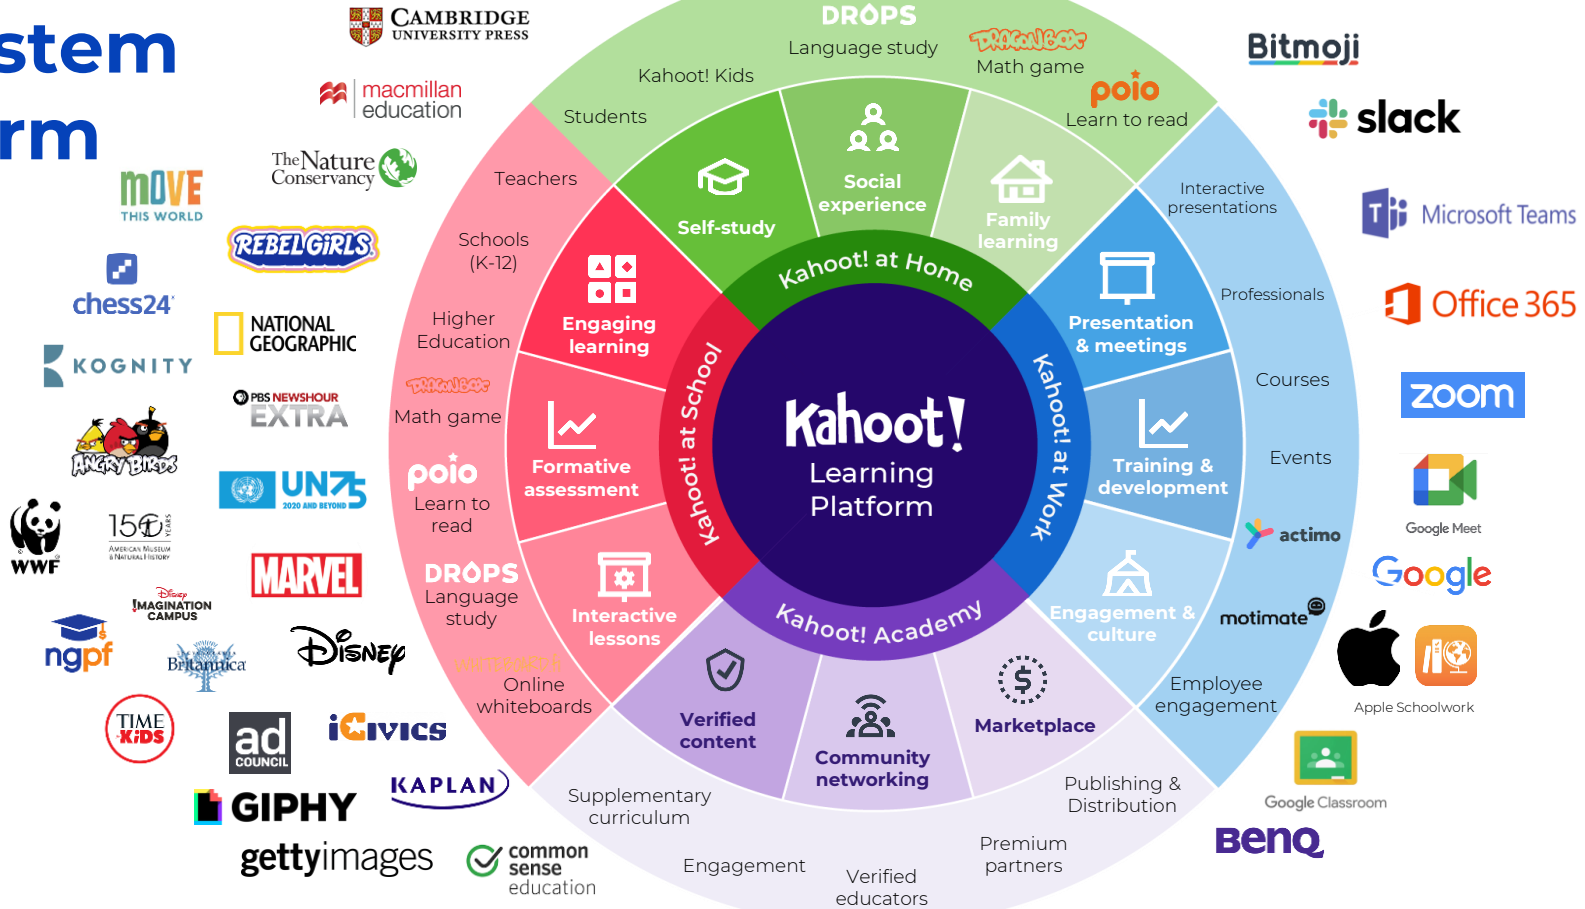 stem
rm
CAMBRIDGE
UNIVERSITY PRESS
macmillan
education
The Nature
Conservancy
MOVE
THIS WORLD
REBEL GIRLS
chess24
NATIONAL
GEOGRAPHIC
KOGNITY
PBS NEWSHOUR
EXTRA
ANGRY BIRDS
UN75
2020 AND BEYOND
WWF
150 YEARS
AMERICAN MUSEUM
& NATURAL HISTORY
MARVEL
Disney
IMAGINATION
CAMPUS
ngpf
Britannica
DISNEY
TIME
for KiDS
ad
COUNCIL
iCIVICS
KAPLAN
GIPHY
gettyimages
common
sense
education
DROPS
Language study
DRAGONBOX
Math game
poio
Learn to read
Kahoot! Kids
Students
Self-study
Social
experience
Family
learning
Kahoot! at Home
Teachers
Schools
(K-12)
Higher
Education
DRAGONBOX
Math game
poio
Learn to
read
DROPS
Language
study
WHITEBOARD
Online
whiteboards
Engaging
learning
Formative
assessment
Interactive
lessons
Kahoot! at School
Kahoot!
Learning
Platform
Kahoot! at Work
Presentation
& meetings
Training &
development
Engagement &
culture
Interactive
presentations
Professionals
Courses
Events
actimo
motimate
Employee
engagement
Kahoot! Academy
Verified
content
Community
networking
Marketplace
Supplementary
curriculum
Engagement
Verified
educators
Premium
partners
Publishing &
Distribution
Bitmoji
slack
Microsoft Teams
Office 365
zoom
Google Meet
Google
Apple Schoolwork
Google Classroom
BenQ